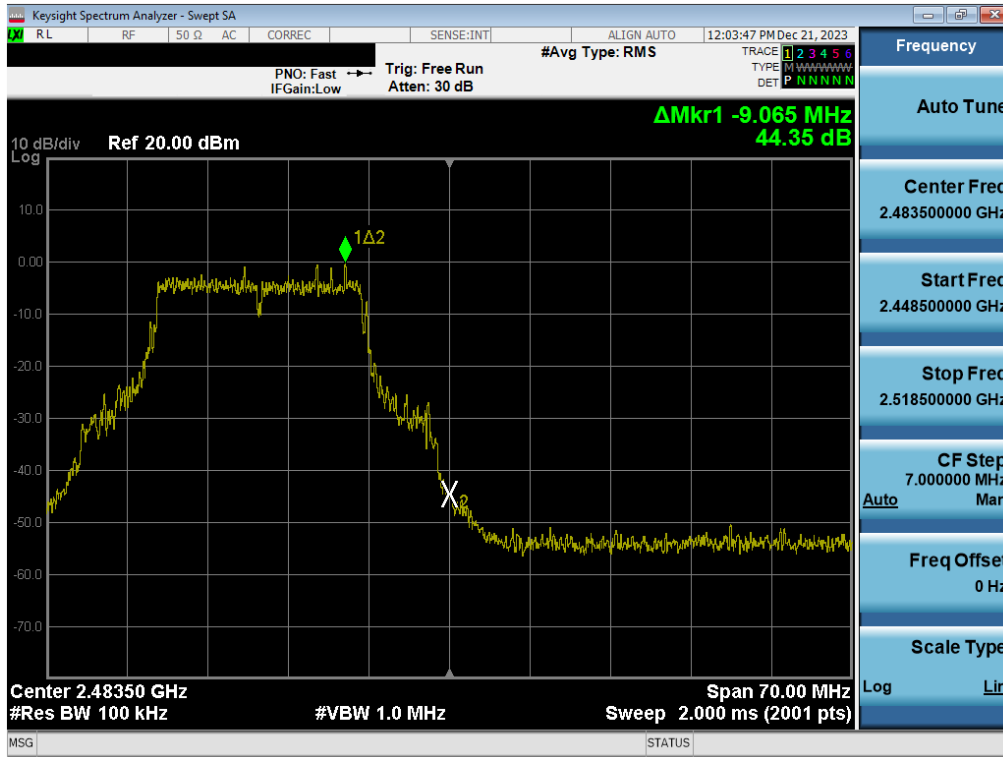 Keysight Spectrum Analyzer - Swept SA
RL RF 50 Ω AC CORREC SENSE:INT ALIGN AUTO 12:03:47 PM Dec 21, 2023
#Avg Type: RMS
TRACE 1 2 3 4 5 6
PNO: Fast Trig: Free Run
TYPE M WWWWW
IFGain:Low Atten: 30 dB
DET P N N N N N
ΔMkr1 -9.065 MHz
44.35 dB
10 dB/div Ref 20.00 dBm
Log
1Δ2
10.0
0.00
-10.0
-20.0
-30.0
-40.0
X2
-50.0
-60.0
-70.0
Center 2.48350 GHz Span 70.00 MHz
#Res BW 100 kHz #VBW 1.0 MHz Sweep 2.000 ms (2001 pts)
MSG STATUS
Frequency
Auto Tune
Center Freq
2.483500000 GHz
Start Freq
2.448500000 GHz
Stop Freq
2.518500000 GHz
CF Step
7.000000 MHz
Auto Man
Freq Offset
0 Hz
Scale Type
Log Lin